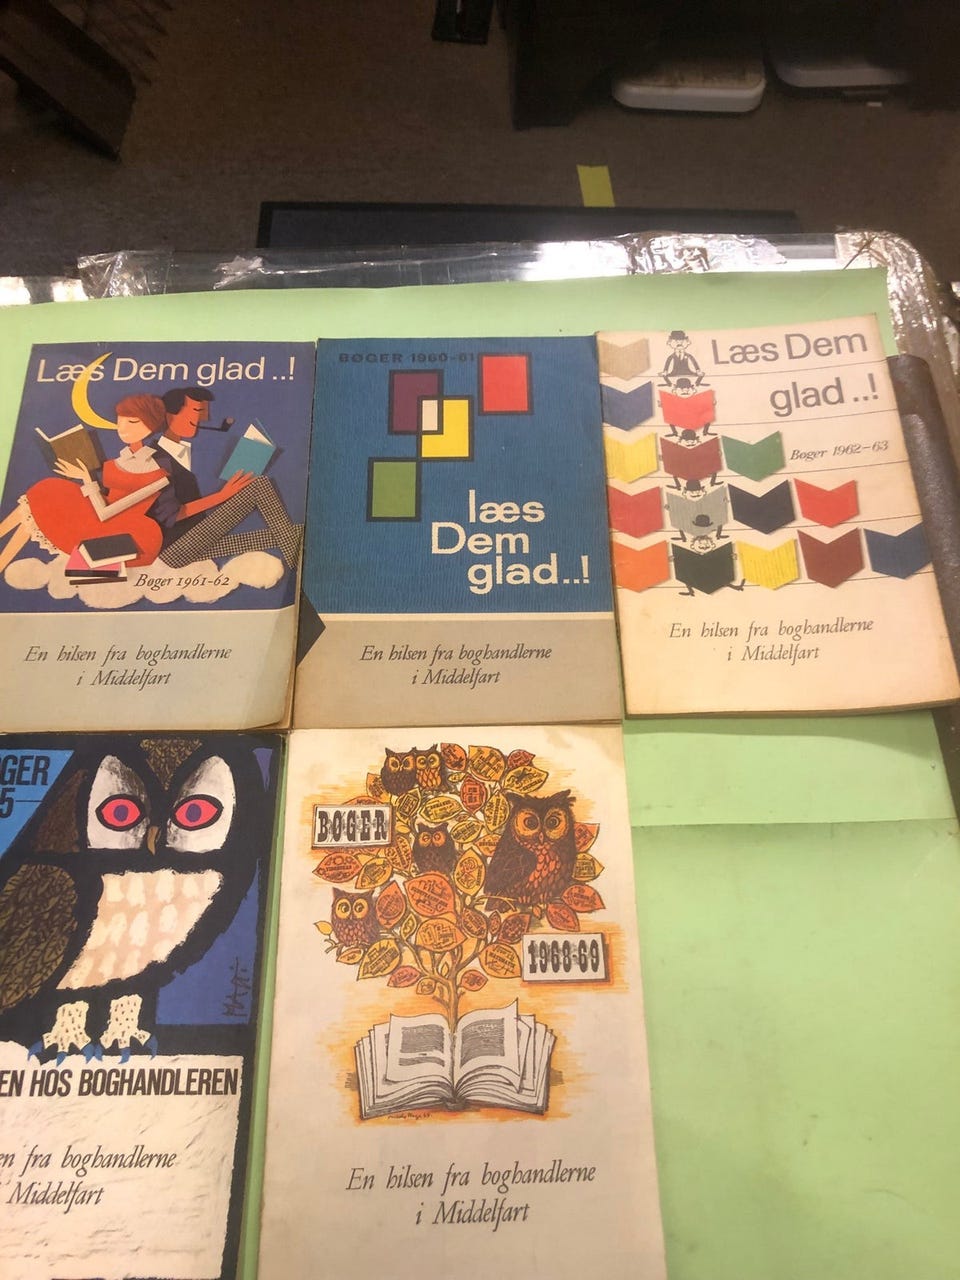 Læs Dem glad ..!
Bøger 1961-62
En hilsen fra boghandlerne
i Middelfart
BØGER 1960-61
læs
Dem
glad..!
En hilsen fra boghandlerne
i Middelfart
Læs Dem
glad ..!
Bøger 1962–63
En hilsen fra boghandlerne
i Middelfart
GER
5
EN HOS BOGHANDLEREN
en fra boghandlerne
Middelfart
BØGER
1968-69
En hilsen fra boghandlerne
i Middelfart